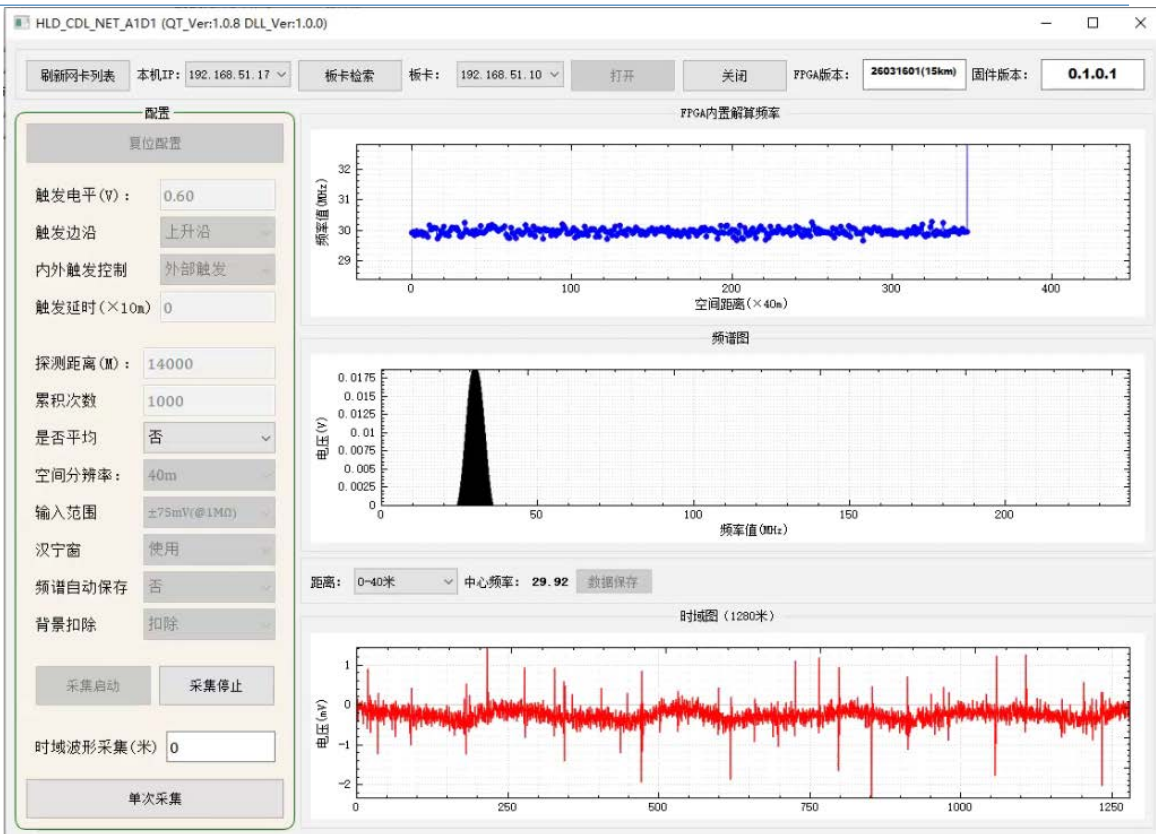 HLD_CDL_NET_A1D1 (QT_Ver:1.0.8 DLL_Ver:1.0.0)
刷新网卡列表 本机IP: 192.168.51.17 板卡检索 板卡: 192.168.51.10 打开 关闭 FPGA版本: 26031601(15km) 固件版本: 0.1.0.1
配置
复位配置
触发电平(V): 0.60
触发边沿 上升沿
内外触发控制 外部触发
触发延时(×10m) 0
探测距离(M): 14000
累积次数 1000
是否平均 否
空间分辨率: 40m
输入范围 ±75mV(@1MΩ)
汉宁窗 使用
频谱自动保存 否
背景扣除 扣除
采集启动 采集停止
时域波形采集(米) 0
单次采集
FPGA内置解算频率
频率值(MHz)
32
31
30
29
0 100 200 300 400
空间距离(×40m)
频谱图
电压(V)
0.0175
0.015
0.0125
0.01
0.0075
0.005
0.0025
0
0 50 100 150 200
频率值(MHz)
距离: 0-40米 中心频率: 29.92 数据保存
时域图(1280米)
电压(mV)
1
0
-1
-2
0 250 500 750 1000 1250